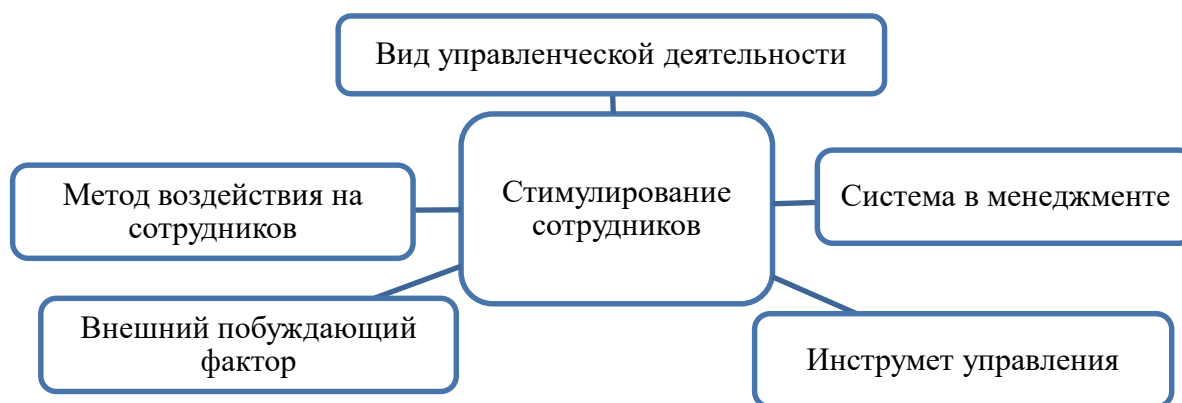 Вид управленческой деятельности
Метод воздействия на
сотрудников
Стимулирование
сотрудников
Система в менеджменте
Внешний побуждающий
фактор
Инструмет управления